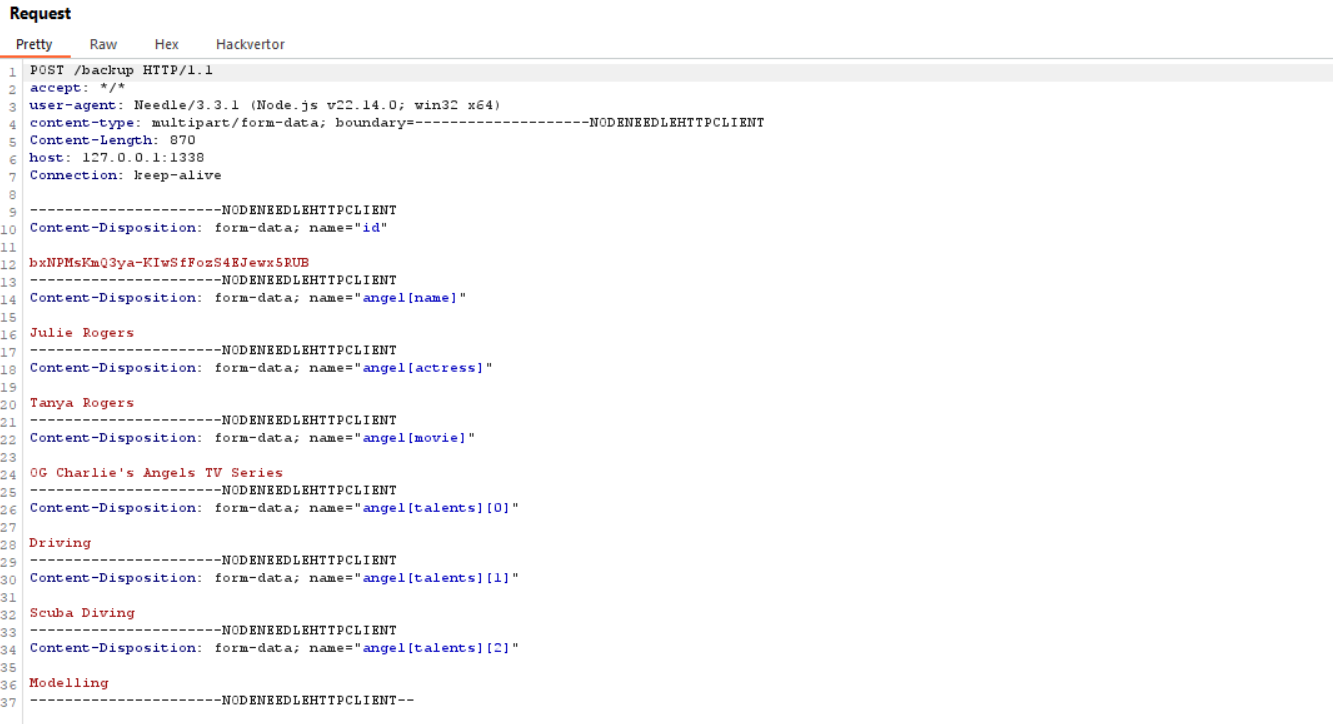 Request
Pretty Raw Hex Hackvertor
1 POST /backup HTTP/1.1
2 accept: */*
3 user-agent: Needle/3.3.1 (Node.js v22.14.0; win32 x64)
4 content-type: multipart/form-data; boundary=--------------------NODENEEDLEHTTPCLIENT
5 Content-Length: 870
6 host: 127.0.0.1:1338
7 Connection: keep-alive
8
9 ----------------------NODENEEDLEHTTPCLIENT
10 Content-Disposition: form-data; name="id"
11
12 bxNPMsKmQ3ya-KIwSfFozS4EJewx5RUB
13 ----------------------NODENEEDLEHTTPCLIENT
14 Content-Disposition: form-data; name="angel[name]"
15
16 Julie Rogers
17 ----------------------NODENEEDLEHTTPCLIENT
18 Content-Disposition: form-data; name="angel[actress]"
19
20 Tanya Rogers
21 ----------------------NODENEEDLEHTTPCLIENT
22 Content-Disposition: form-data; name="angel[movie]"
23
24 OG Charlie's Angels TV Series
25 ----------------------NODENEEDLEHTTPCLIENT
26 Content-Disposition: form-data; name="angel[talents][0]"
27
28 Driving
29 ----------------------NODENEEDLEHTTPCLIENT
30 Content-Disposition: form-data; name="angel[talents][1]"
31
32 Scuba Diving
33 ----------------------NODENEEDLEHTTPCLIENT
34 Content-Disposition: form-data; name="angel[talents][2]"
35
36 Modelling
37 ----------------------NODENEEDLEHTTPCLIENT--